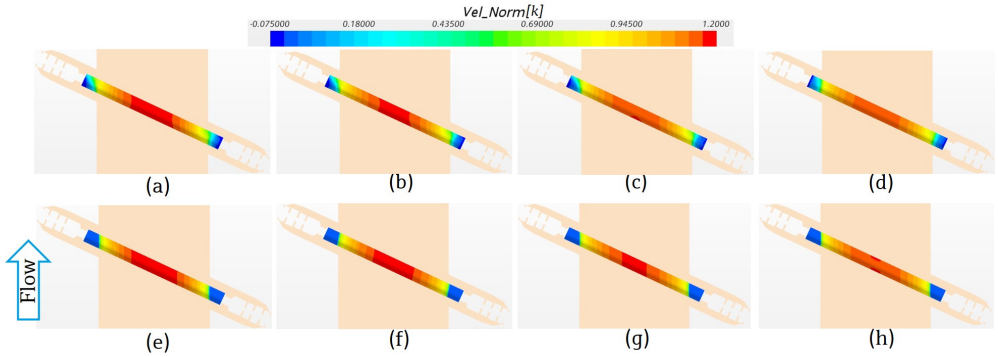 Vel_Norm[k]
-0.075000 0.18000 0.43500 0.69000 0.94500 1.2000
(a) (b) (c) (d)
Flow
(e) (f) (g) (h)